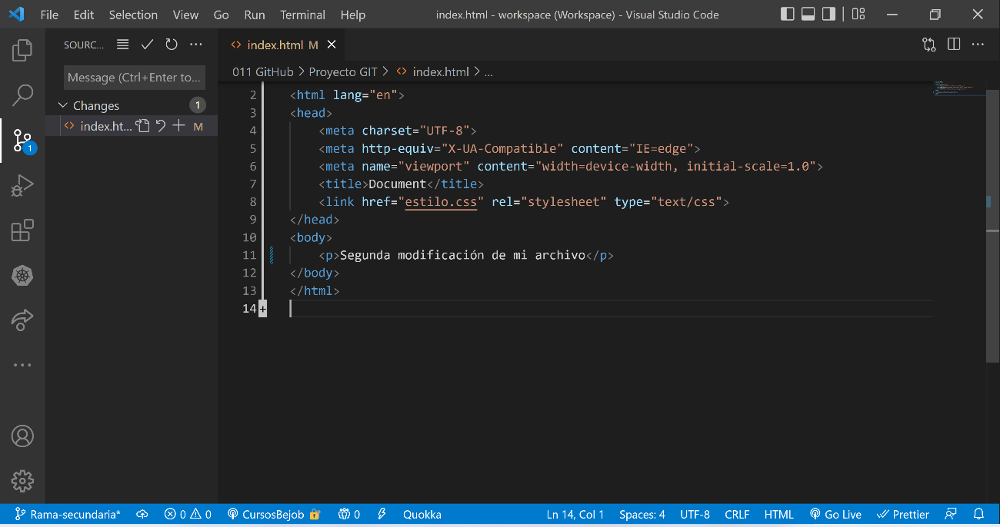 File Edit Selection View Go Run Terminal Help index.html - workspace (Workspace) - Visual Studio Code
SOURC... index.html M
Message (Ctrl+Enter to...
011 GitHub > Proyecto GIT > index.html > ...
Changes 1
index.ht... M
1
2 <html lang="en">
3 <head>
4 <meta charset="UTF-8">
5 <meta http-equiv="X-UA-Compatible" content="IE=edge">
6 <meta name="viewport" content="width=device-width, initial-scale=1.0">
7 <title>Document</title>
8 <link href="estilo.css" rel="stylesheet" type="text/css">
9 </head>
10 <body>
11 <p>Segunda modificación de mi archivo</p>
12 </body>
13 </html>
14 +
Rama-secundaria* 0 0 CursosBejob 0 Quokka Ln 14, Col 1 Spaces: 4 UTF-8 CRLF HTML Go Live Prettier